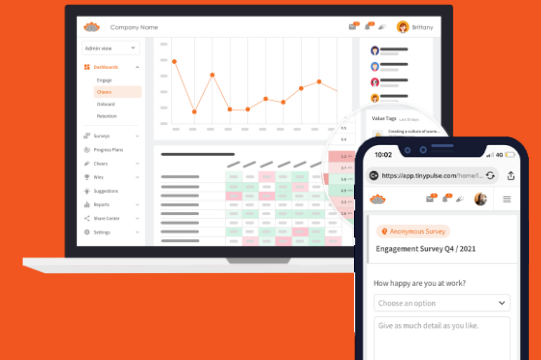 Company Name
Brittany
Admin view
Dashboards
Engage
Cheers
Onboard
Retention
Surveys
Progress Plans
Cheers
Wins
Suggestions
Reports
Share Center
Settings
Value Tags
10:02
4G
https://app.tinypulse.com/home/f...
Anonymous Survey
Engagement Survey Q4 / 2021
How happy are you at work?
Choose an option
Give as much detail as you like.